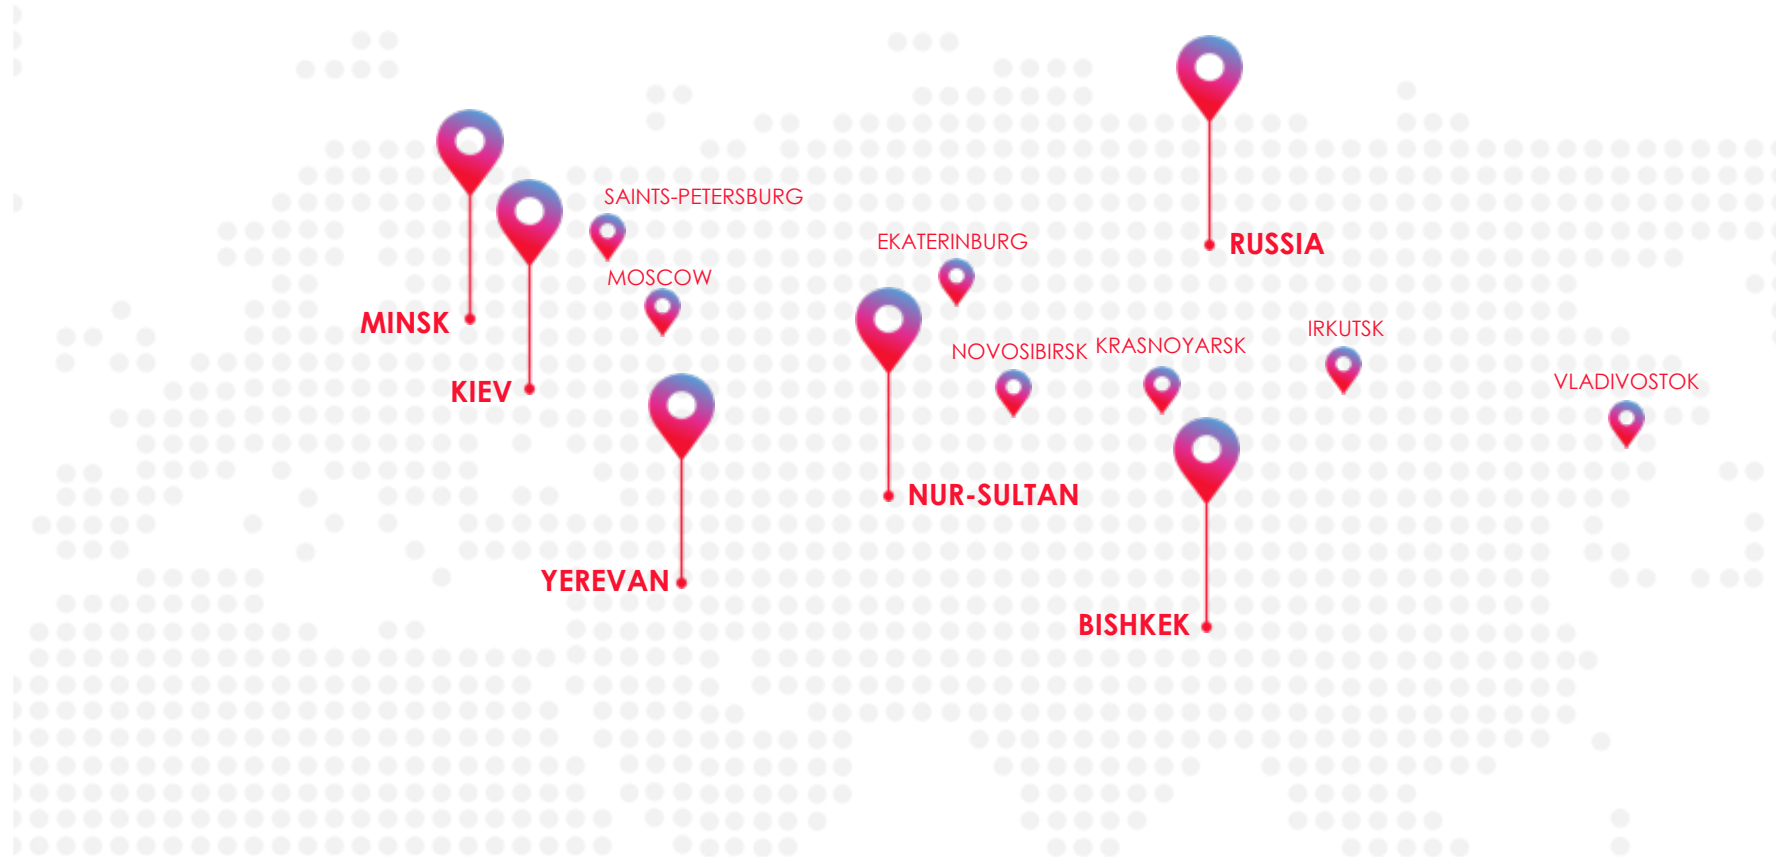 SAINTS-PETERSBURG
EKATERINBURG
RUSSIA
MOSCOW
MINSK
IRKUTSK
NOVOSIBIRSK
KRASNOYARSK
VLADIVOSTOK
KIEV
NUR-SULTAN
YEREVAN
BISHKEK